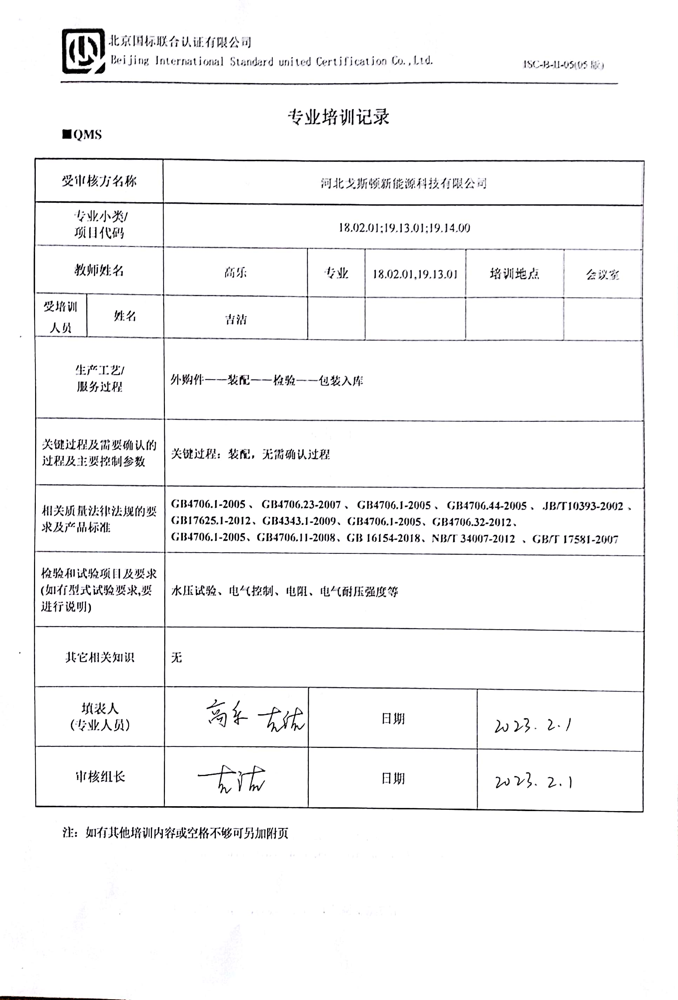 北京国标联合认证有限公司
Beijing International Standard united Certification Co.,Ltd.
ISC-B-II-05(05 版)
专业培训记录
■QMS
受审核方名称
河北戈斯顿新能源科技有限公司
专业小类/
项目代码
18.02.01;19.13.01;19.14.00
教师姓名
高乐
专业
18.02.01,19.13.01
培训地点
会议室
受培训
人员
姓名
吉洁
生产工艺/
服务过程
外购件——装配——检验——包装入库
关键过程及需要确认的
过程及主要控制参数
关键过程：装配，无需确认过程
相关质量法律法规的要
求及产品标准
GB4706.1-2005 、 GB4706.23-2007 、 GB4706.1-2005 、 GB4706.44-2005 、 JB/T10393-2002 、
GB17625.1-2012、GB4343.1-2009、GB4706.1-2005、GB4706.32-2012、
GB4706.1-2005、GB4706.11-2008、GB 16154-2018、NB/T 34007-2012 、GB/T 17581-2007
检验和试验项目及要求
(如有型式试验要求,要
进行说明)
水压试验、电气控制、电阻、电气耐压强度等
其它相关知识
无
填表人
(专业人员)
高乐 吉洁
日期
2023. 2. 1
审核组长
吉洁
日期
2023. 2. 1
注：如有其他培训内容或空格不够可另加附页